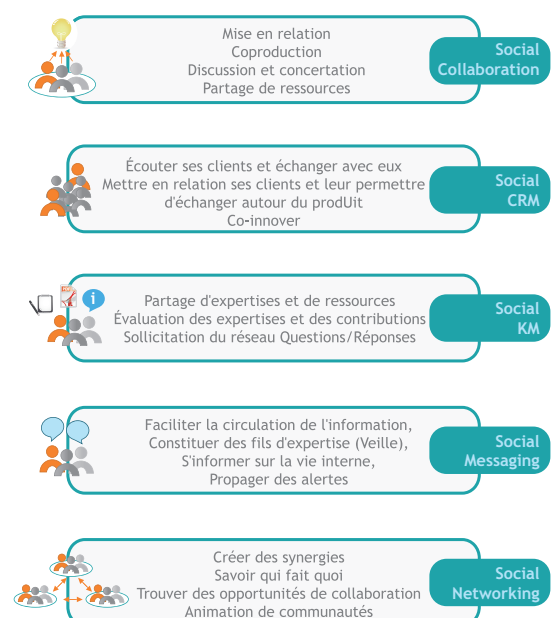 Mise en relation
Coproduction
Discussion et concertation
Partage de ressources
Social
Collaboration
Écouter ses clients et échanger avec eux
Mettre en relation ses clients et leur permettre
d'échanger autour du prodUit
Co-innover
Social
CRM
Partage d'expertises et de ressources
Évaluation des expertises et des contributions
Sollicitation du réseau Questions/Réponses
Social
KM
Faciliter la circulation de l'information,
Constituer des fils d'expertise (Veille),
S'informer sur la vie interne,
Propager des alertes
Social
Messaging
Créer des synergies
Savoir qui fait quoi
Trouver des opportunités de collaboration
Animation de communautés
Social
Networking